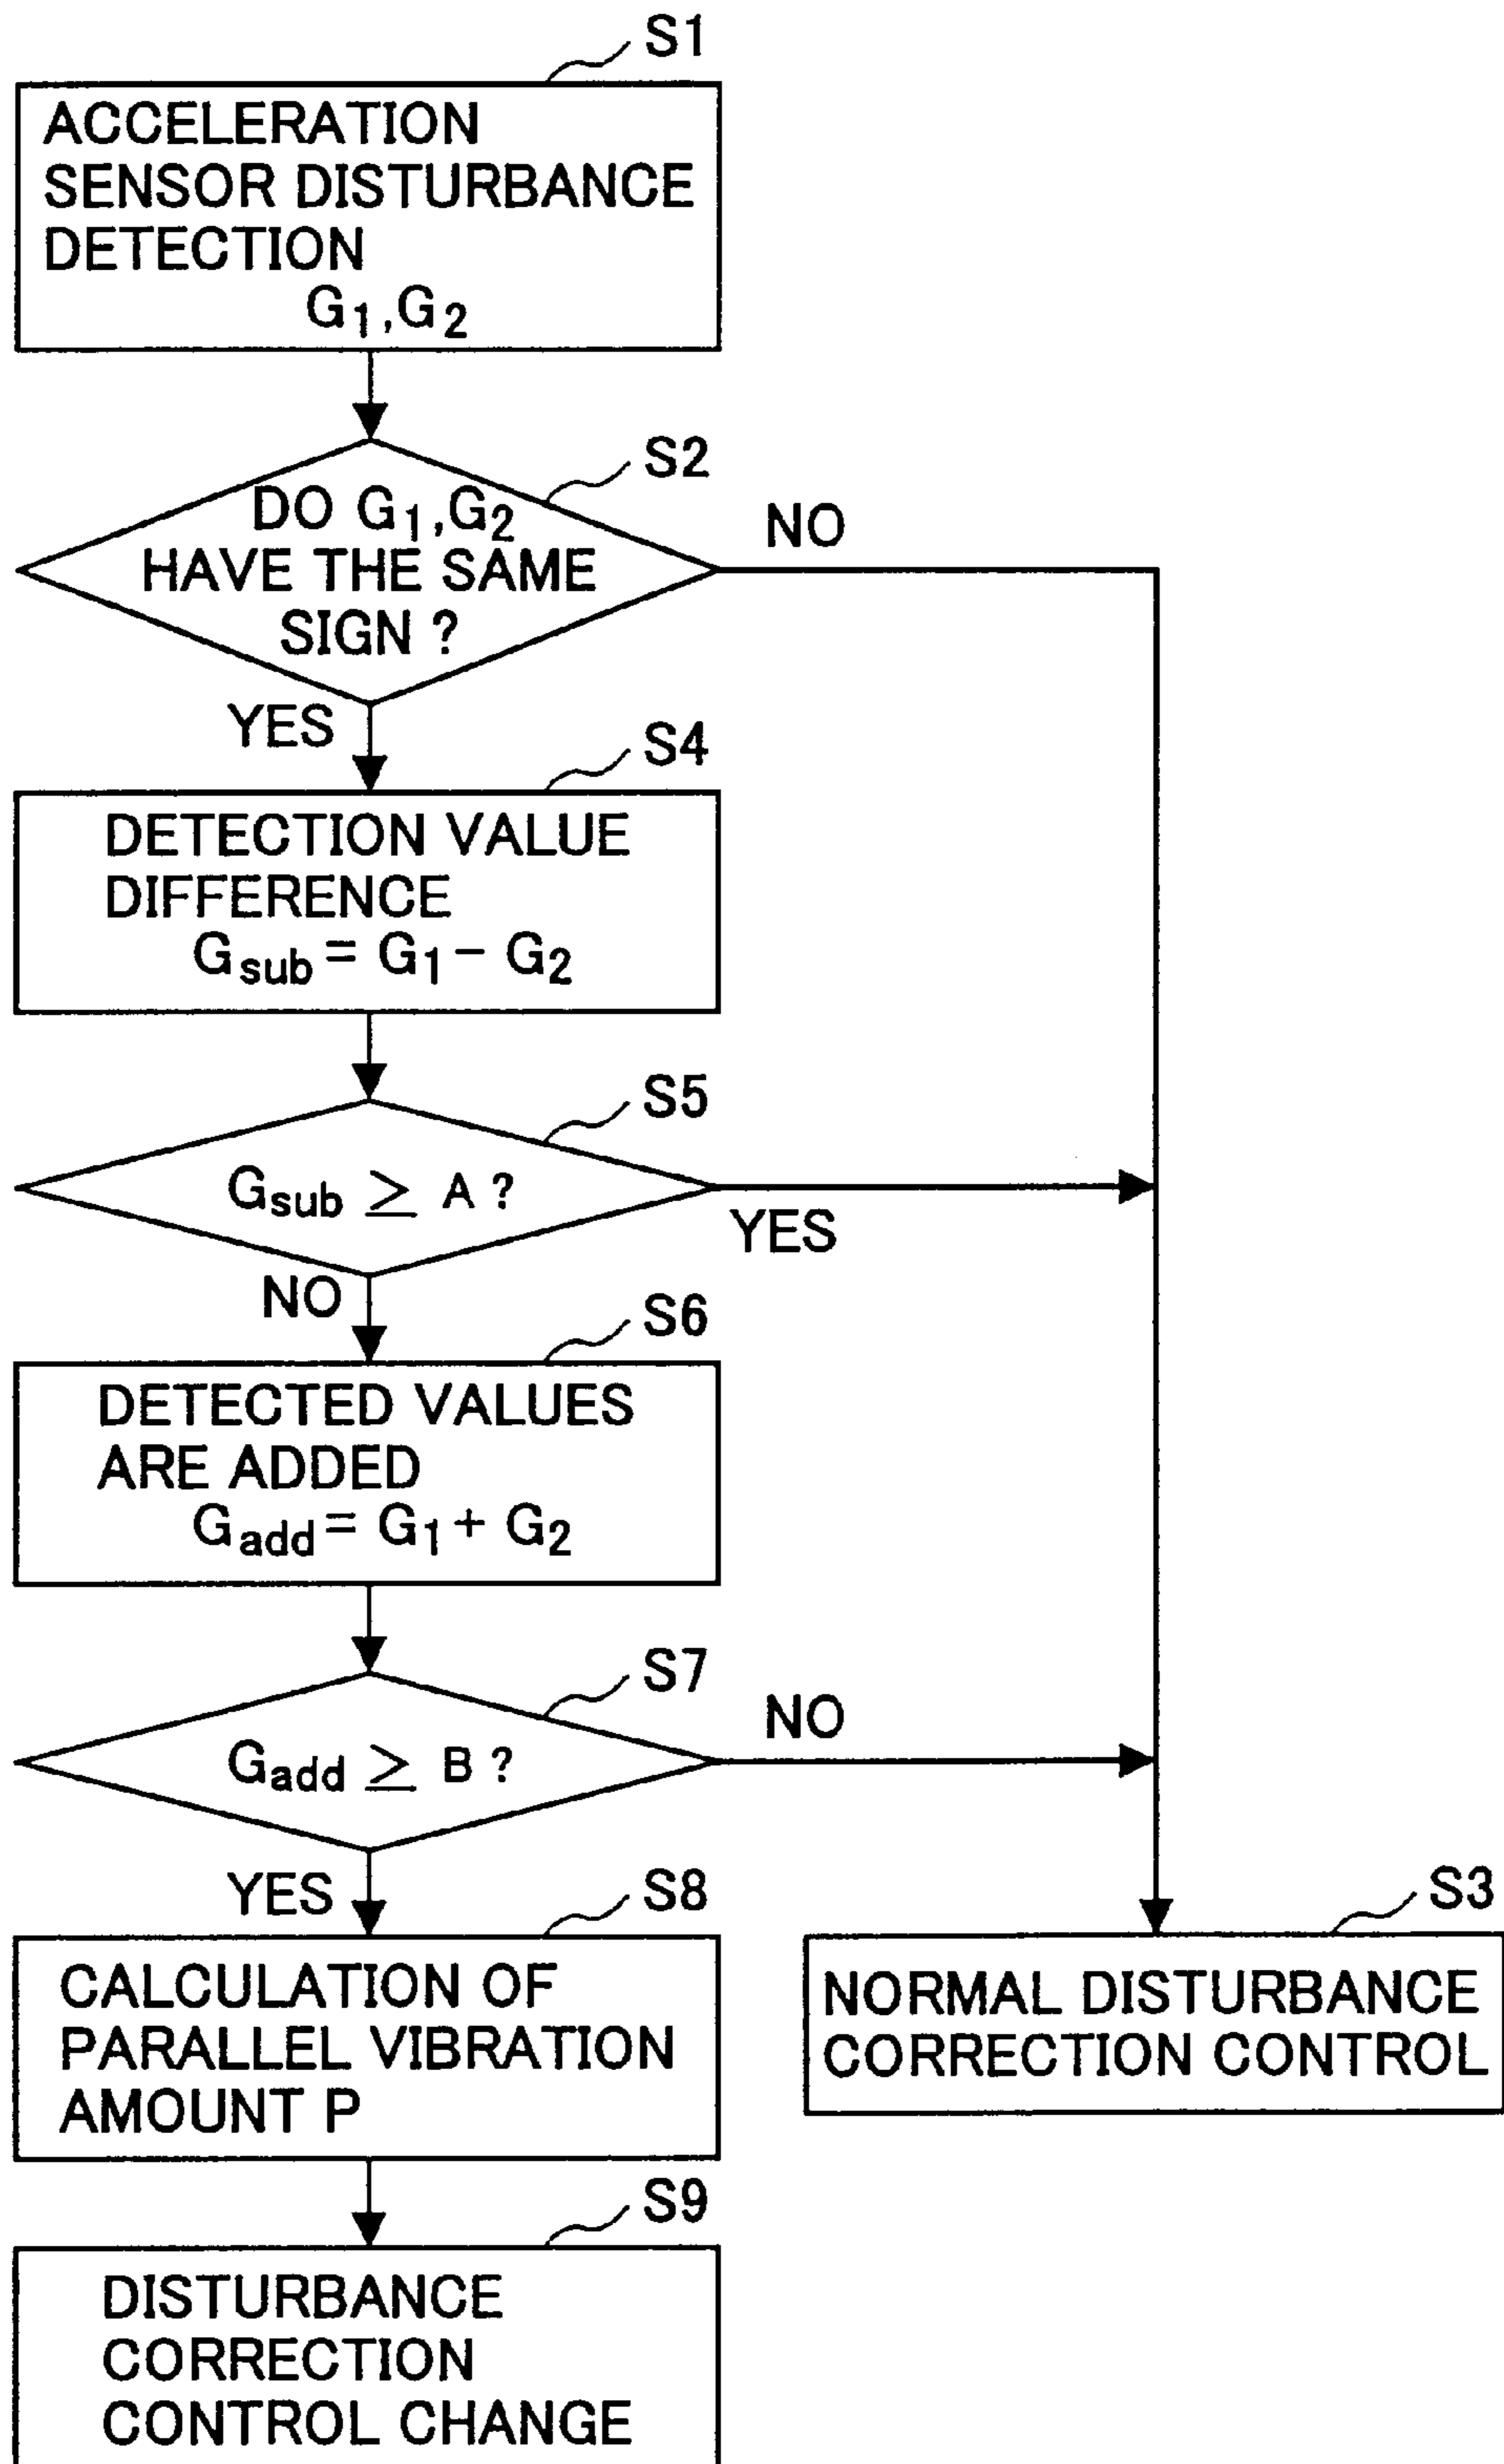 S1
ACCELERATION
SENSOR DISTURBANCE
DETECTION
G1,G2
S2
DO G1,G2
HAVE THE SAME
SIGN ?
NO
YES
S4
DETECTION VALUE
DIFFERENCE
Gsub = G1 - G2
S5
Gsub ≥ A ?
YES
NO
S6
DETECTED VALUES
ARE ADDED
Gadd = G1 + G2
S7
Gadd ≥ B ?
NO
YES
S8
CALCULATION OF
PARALLEL VIBRATION
AMOUNT P
S3
NORMAL DISTURBANCE
CORRECTION CONTROL
S9
DISTURBANCE
CORRECTION
CONTROL CHANGE